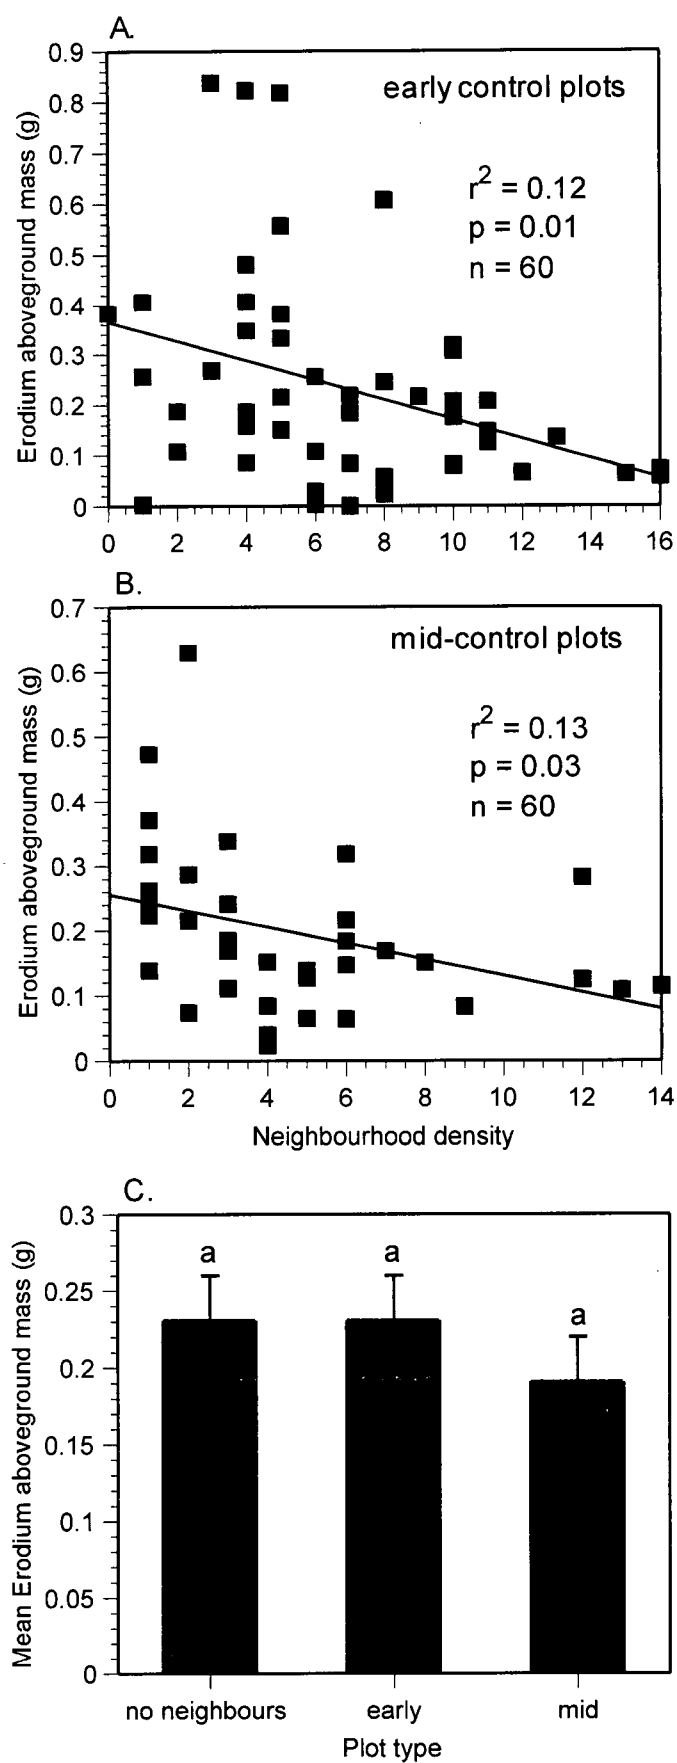 A.
Erodium aboveground mass (g)
0.9
0.8
0.7
0.6
0.5
0.4
0.3
0.2
0.1
0
early control plots
r² = 0.12
p = 0.01
n = 60
0 2 4 6 8 10 12 14 16
B.
Erodium aboveground mass (g)
0.7
0.6
0.5
0.4
0.3
0.2
0.1
0
mid-control plots
r² = 0.13
p = 0.03
n = 60
0 2 4 6 8 10 12 14
Neighbourhood density
C.
Mean Erodium aboveground mass (g)
0.3
0.25
0.2
0.15
0.1
0.05
0
a a a
no neighbours early mid
Plot type